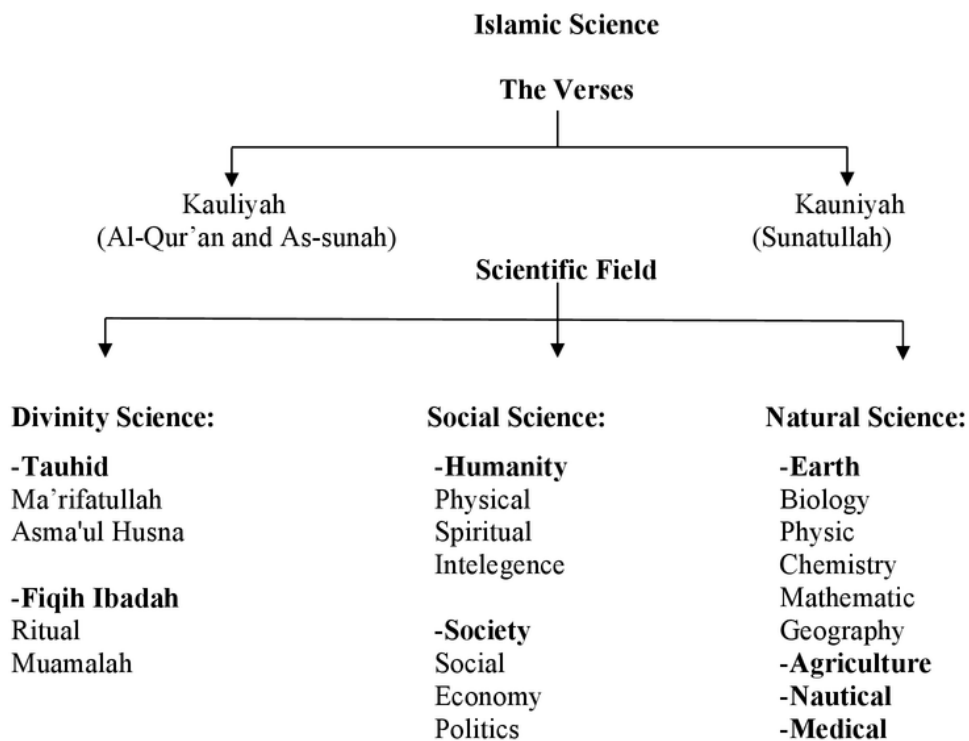 Islamic Science
The Verses
Kauliyah
(Al-Qur’an and As-sunah)
Kauniyah
(Sunatullah)
Scientific Field
Divinity Science:
-Tauhid
Ma’rifatullah
Asma'ul Husna
-Fiqih Ibadah
Ritual
Muamalah
Social Science:
-Humanity
Physical
Spiritual
Intelegence
-Society
Social
Economy
Politics
Natural Science:
-Earth
Biology
Physic
Chemistry
Mathematic
Geography
-Agriculture
-Nautical
-Medical